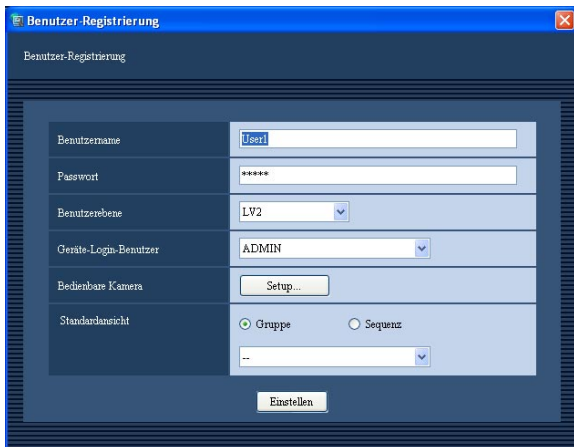 Benutzer-Registrierung
Benutzer-Registrierung
Benutzername User1
Passwort *****
Benutzerebene LV2
Geräte-Login-Benutzer ADMIN
Bedienbare Kamera Setup...
Standardansicht Gruppe Sequenz
--
Einstellen